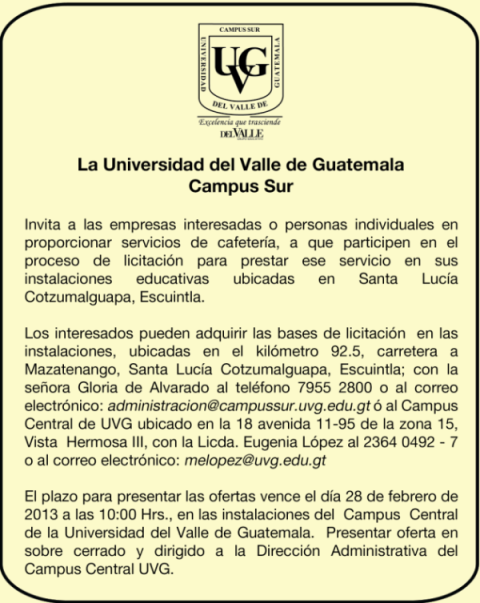 CAMPUS SUR
UNIVERSIDAD
UVG
GUATEMALA
DEL VALLE DE
Excelencia que trasciende
DEL VALLE
La Universidad del Valle de Guatemala
Campus Sur
Invita a las empresas interesadas o personas individuales en
proporcionar servicios de cafetería, a que participen en el
proceso de licitación para prestar ese servicio en sus
instalaciones educativas ubicadas en Santa Lucía
Cotzumalguapa, Escuintla.
Los interesados pueden adquirir las bases de licitación en las
instalaciones, ubicadas en el kilómetro 92.5, carretera a
Mazatenango, Santa Lucía Cotzumalguapa, Escuintla; con la
señora Gloria de Alvarado al teléfono 7955 2800 o al correo
electrónico: administracion@campussur.uvg.edu.gt ó al Campus
Central de UVG ubicado en la 18 avenida 11-95 de la zona 15,
Vista Hermosa III, con la Licda. Eugenia López al 2364 0492 - 7
o al correo electrónico: melopez@uvg.edu.gt
El plazo para presentar las ofertas vence el día 28 de febrero de
2013 a las 10:00 Hrs., en las instalaciones del Campus Central
de la Universidad del Valle de Guatemala. Presentar oferta en
sobre cerrado y dirigido a la Dirección Administrativa del
Campus Central UVG.